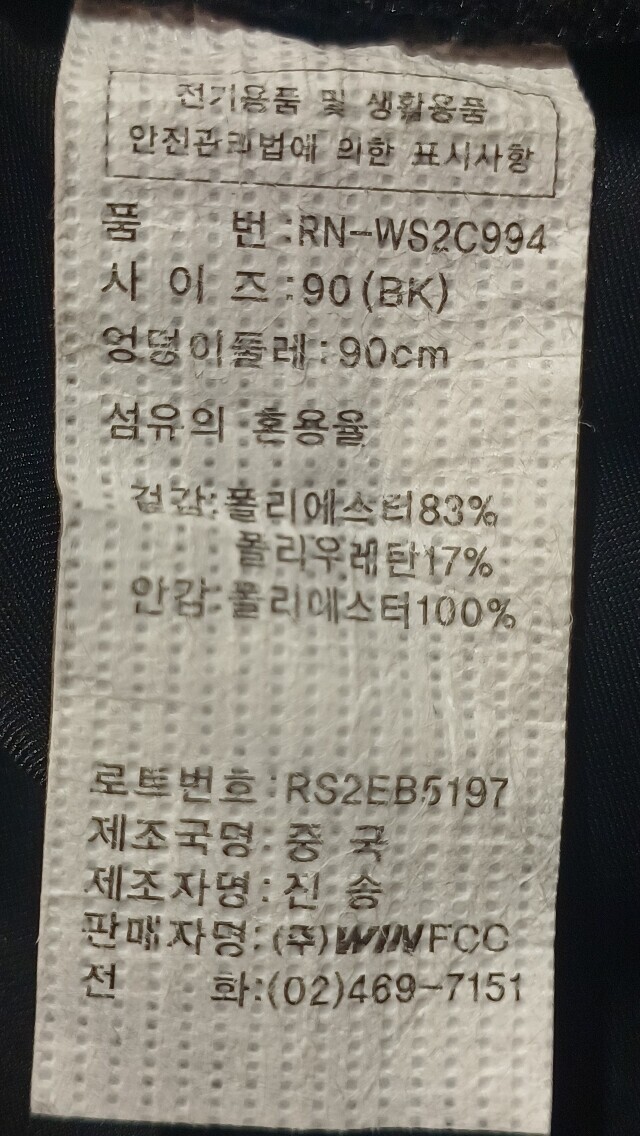 전기용품 및 생활용품
안전관리법에 의한 표시사항
품 번:RN-WS2C994
사 이 즈:90(BK)
엉덩이둘레:90cm
섬유의 혼용율
겉감:폴리에스터83%
폴리우레탄17%
안감:폴리에스터100%
로트번호:RS2EB5197
제조국명:중 국
제조자명:진 송
판매자명:(주)WINFCC
전 화:(02)469-7151